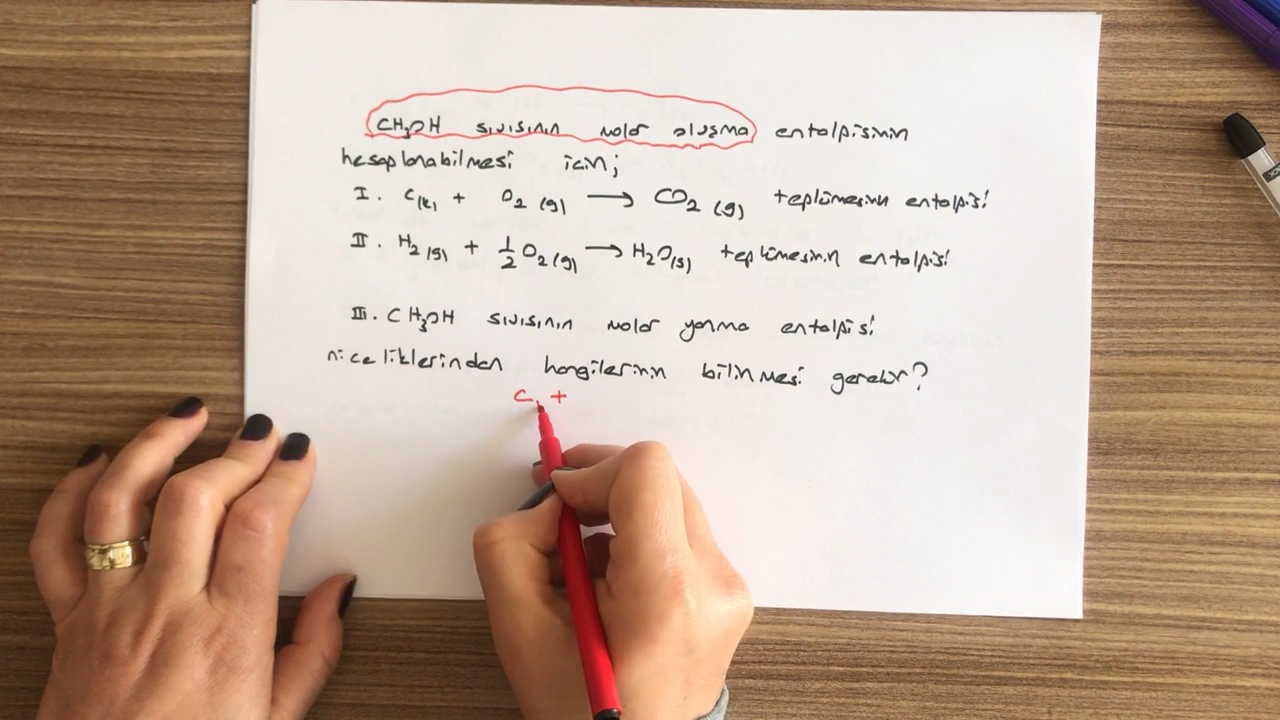 CH₃OH sıvısının molar oluşma entalpisinin
hesaplanabilmesi için;
I. C(k) + O₂(g) → CO₂(g) tepkimesinin entalpisi
II. H₂(g) + 1/2 O₂(g) → H₂O(s) tepkimesinin entalpisi
III. CH₃OH sıvısının molar yanma entalpisi
niceliklerinden hangilerinin bilinmesi gerekir?
C +